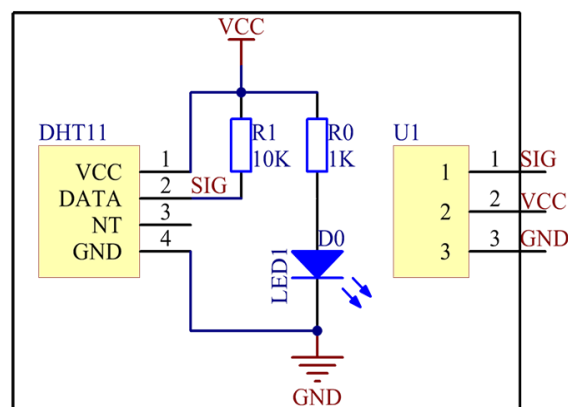 VCC
DHT11
VCC 1
DATA 2 SIG
NT 3
GND 4
R1
10K
R0
1K
D0
LED1
GND
U1
1 1 SIG
2 2 VCC
3 3 GND